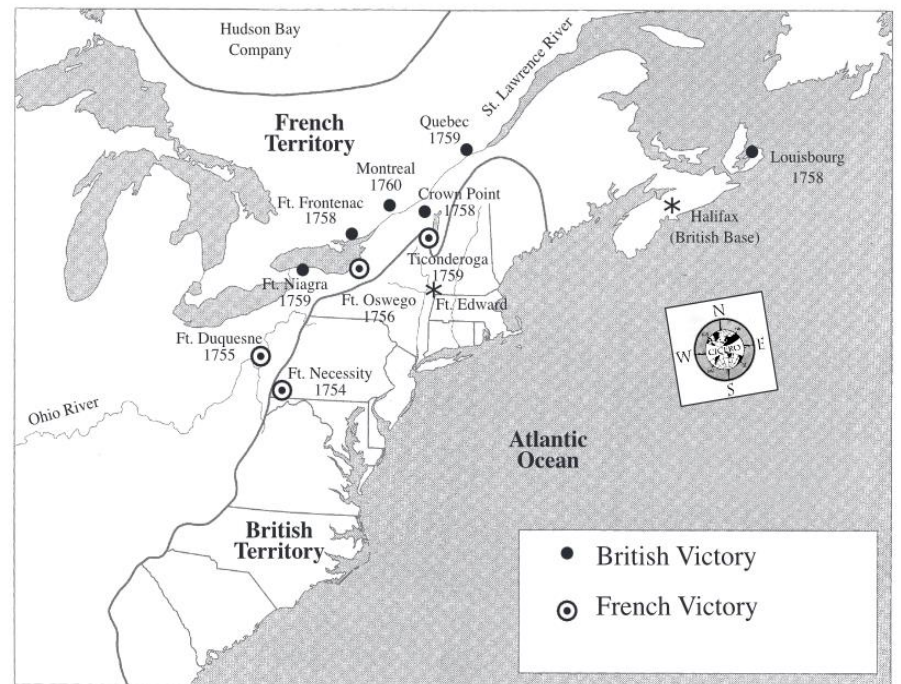 Hudson Bay
Company
St. Lawrence River
French
Territory
Quebec
1759
Montreal
1760
Louisbourg
1758
Crown Point
1758
Ft. Frontenac
1758
Halifax
(British Base)
Ticonderoga
1759
Ft. Niagra
1759
Ft. Oswego
1756
Ft. Edward
Ft. Duquesne
1755
Ft. Necessity
1754
Ohio River
N
W
E
S
CICERO
Atlantic
Ocean
British
Territory
British Victory
French Victory